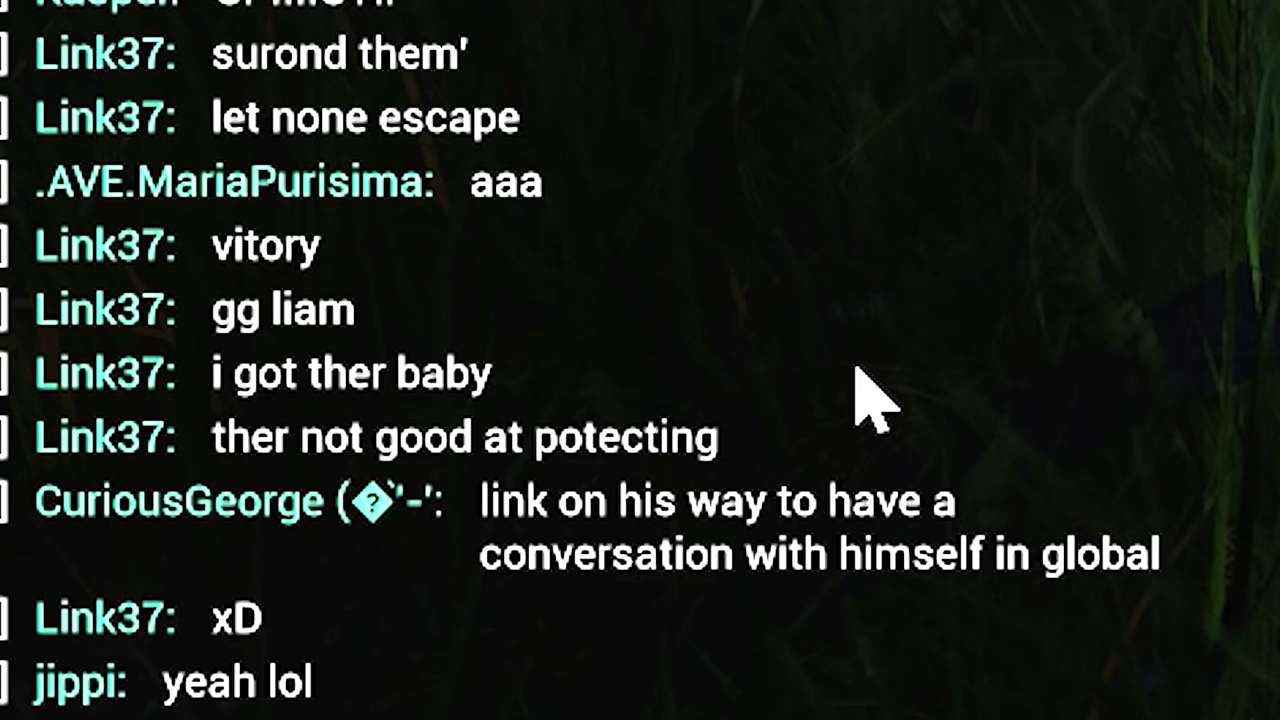 Link37: surond them'
Link37: let none escape
.AVE.MariaPurisima: aaa
Link37: vitory
Link37: gg liam
Link37: i got ther baby
Link37: ther not good at potecting
CuriousGeorge (�'-': link on his way to have a
conversation with himself in global
Link37: xD
jippi: yeah lol